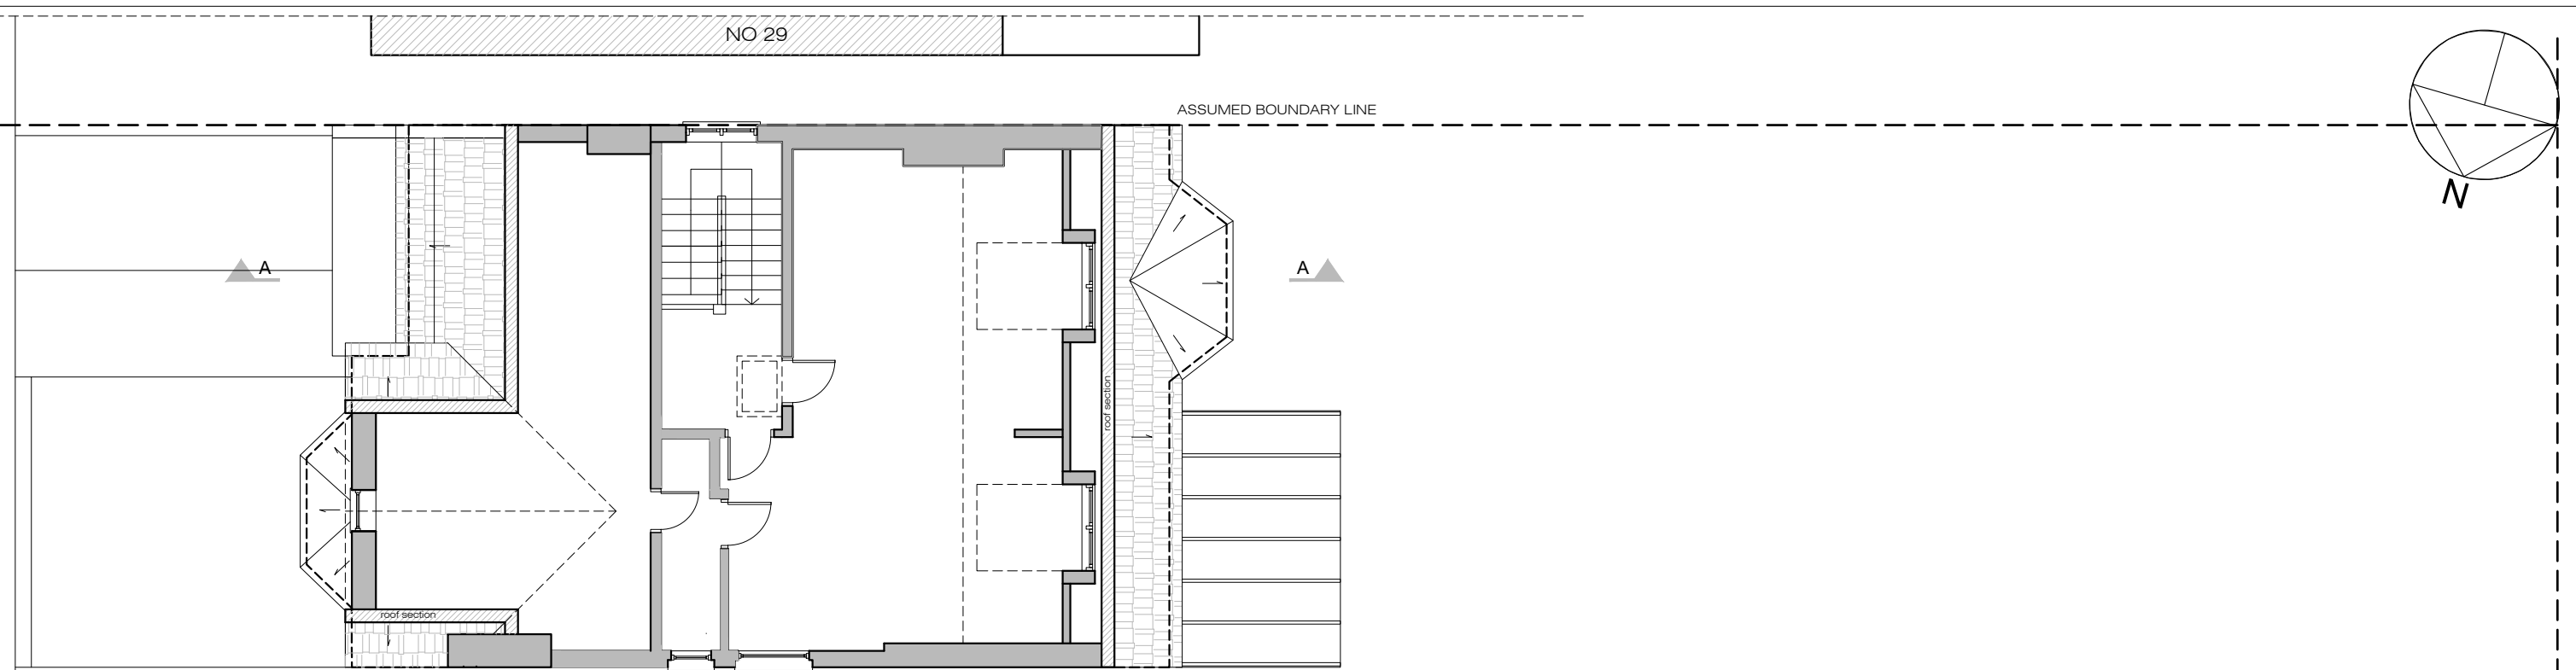 NO 29
ASSUMED BOUNDARY LINE
N
A
A
roof section
roof section